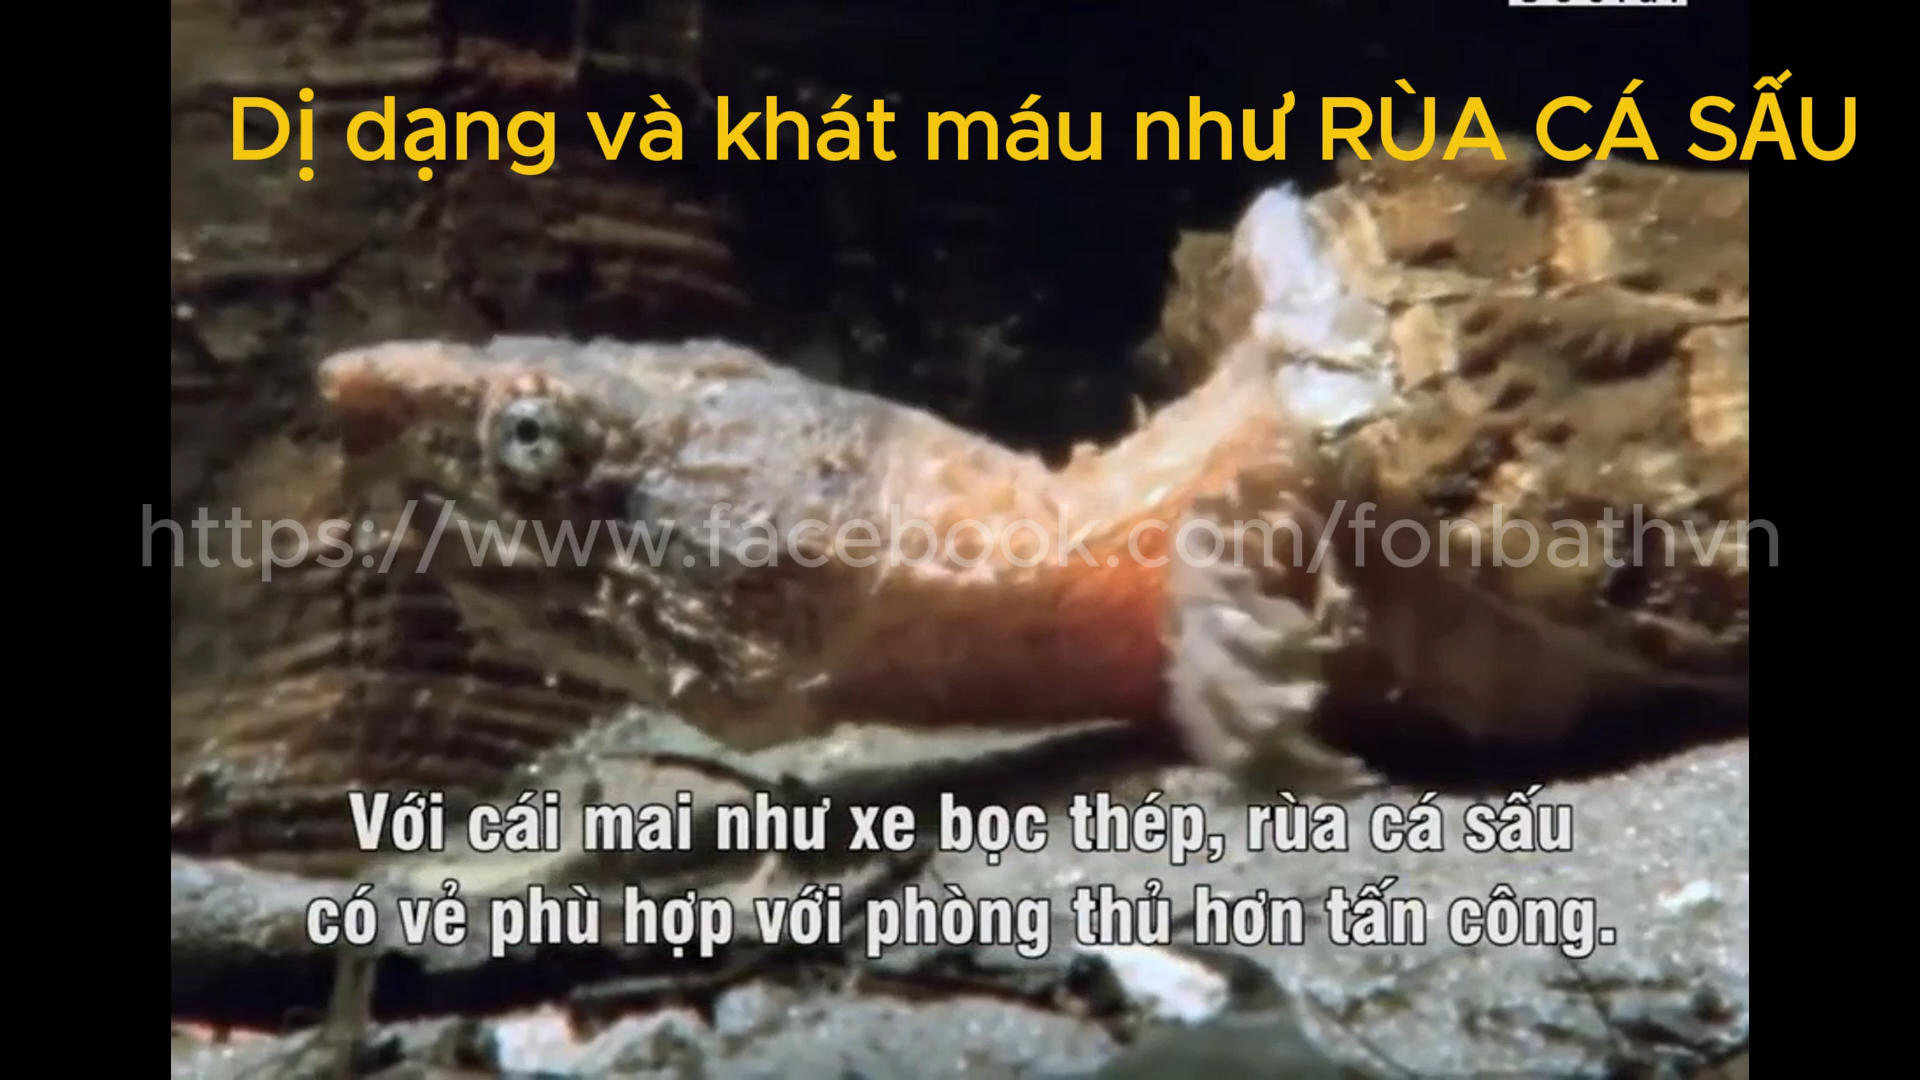 Dị dạng và khát máu như RÙA CÁ SẤU
https://www.facebook.com/fonbathvn
Với cái mai như xe bọc thép, rùa cá sấu
có vẻ phù hợp với phòng thủ hơn tấn công.